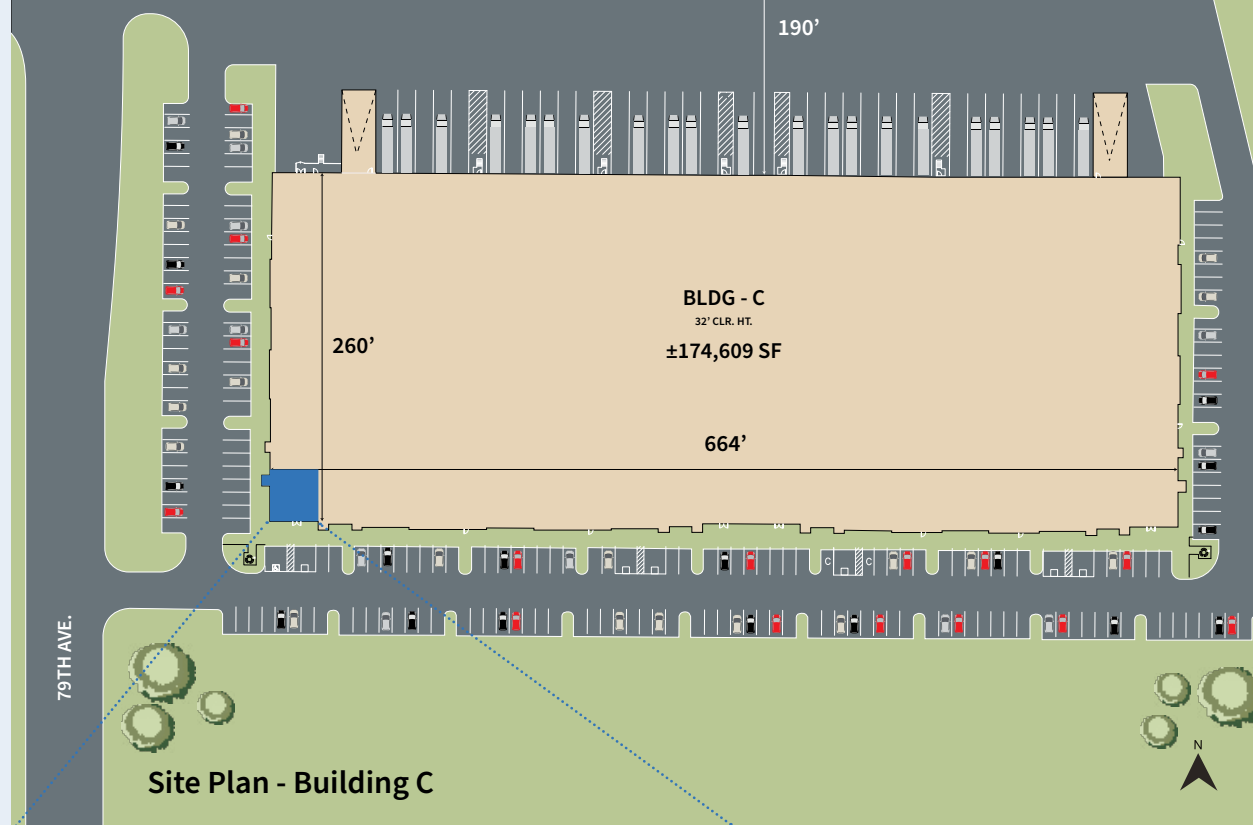 190’
BLDG - C
32’ CLR. HT.
±174,609 SF
260’
664’
C
C
79TH AVE.
N
Site Plan - Building C